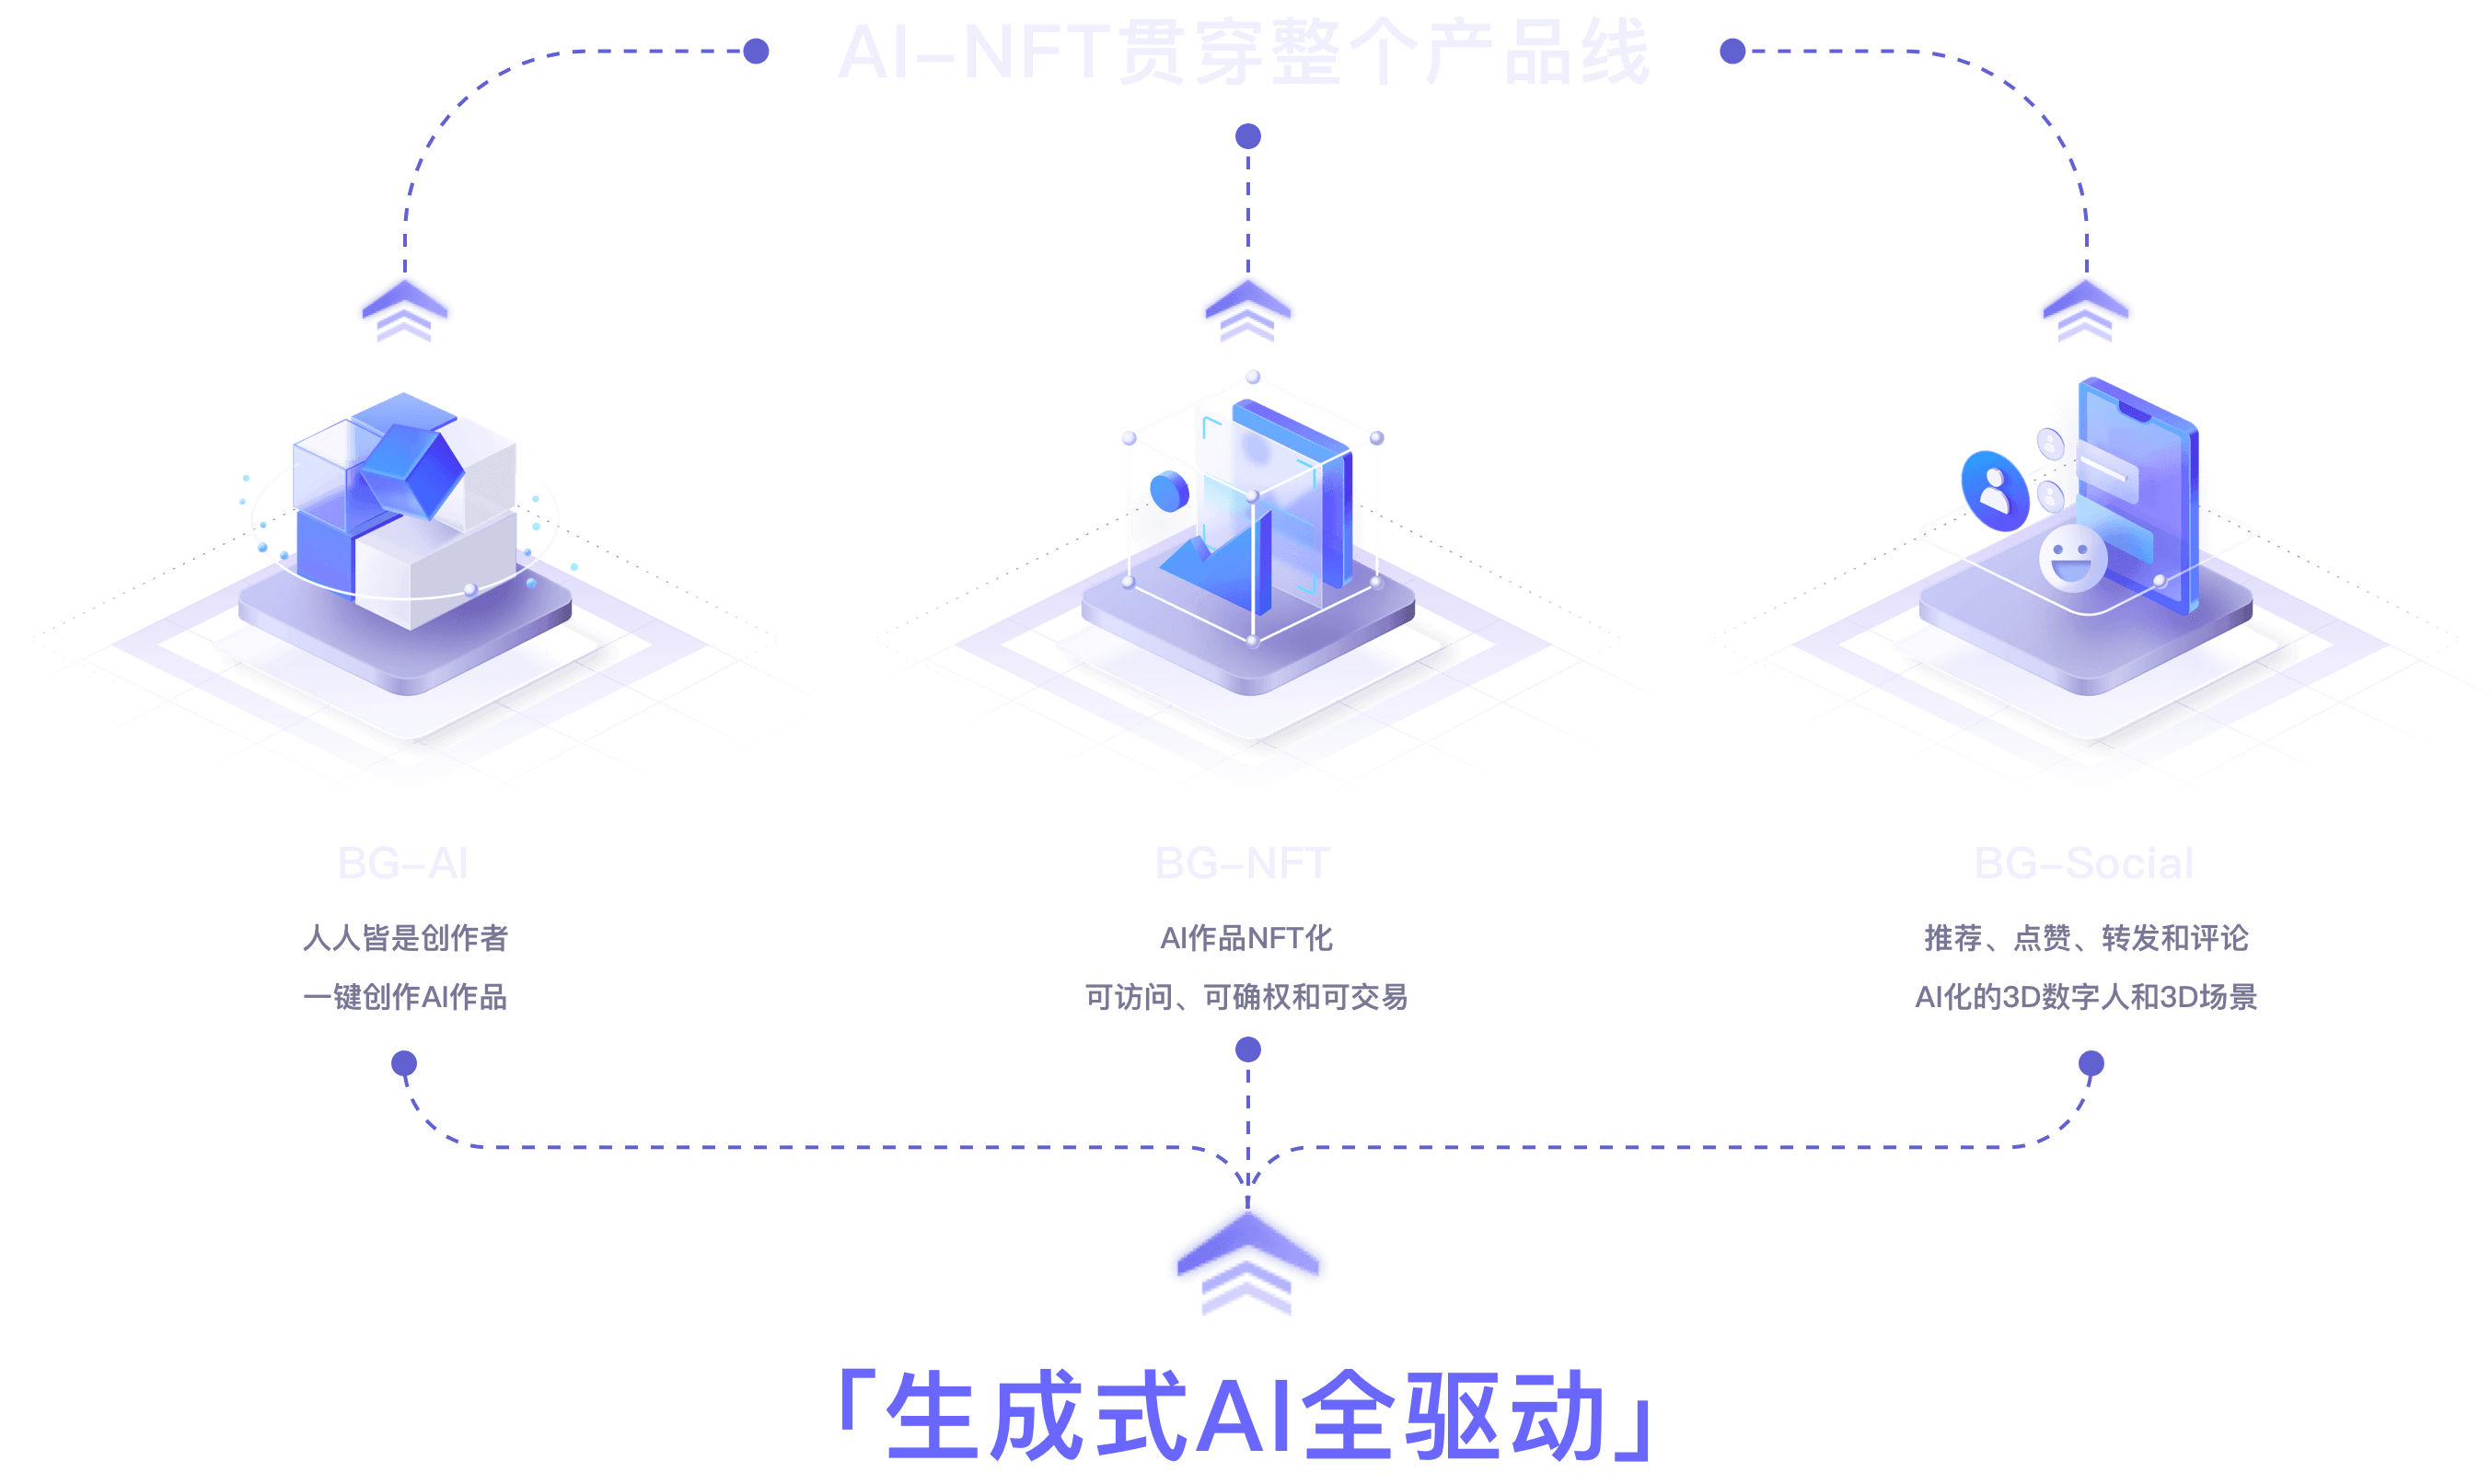 AI–NFT贯穿整个产品线
BG–AI
人人皆是创作者
一键创作AI作品
BG–NFT
AI作品NFT化
可访问、可确权和可交易
BG–Social
推荐、点赞、转发和评论
AI化的3D数字人和3D场景
「生成式AI全驱动」